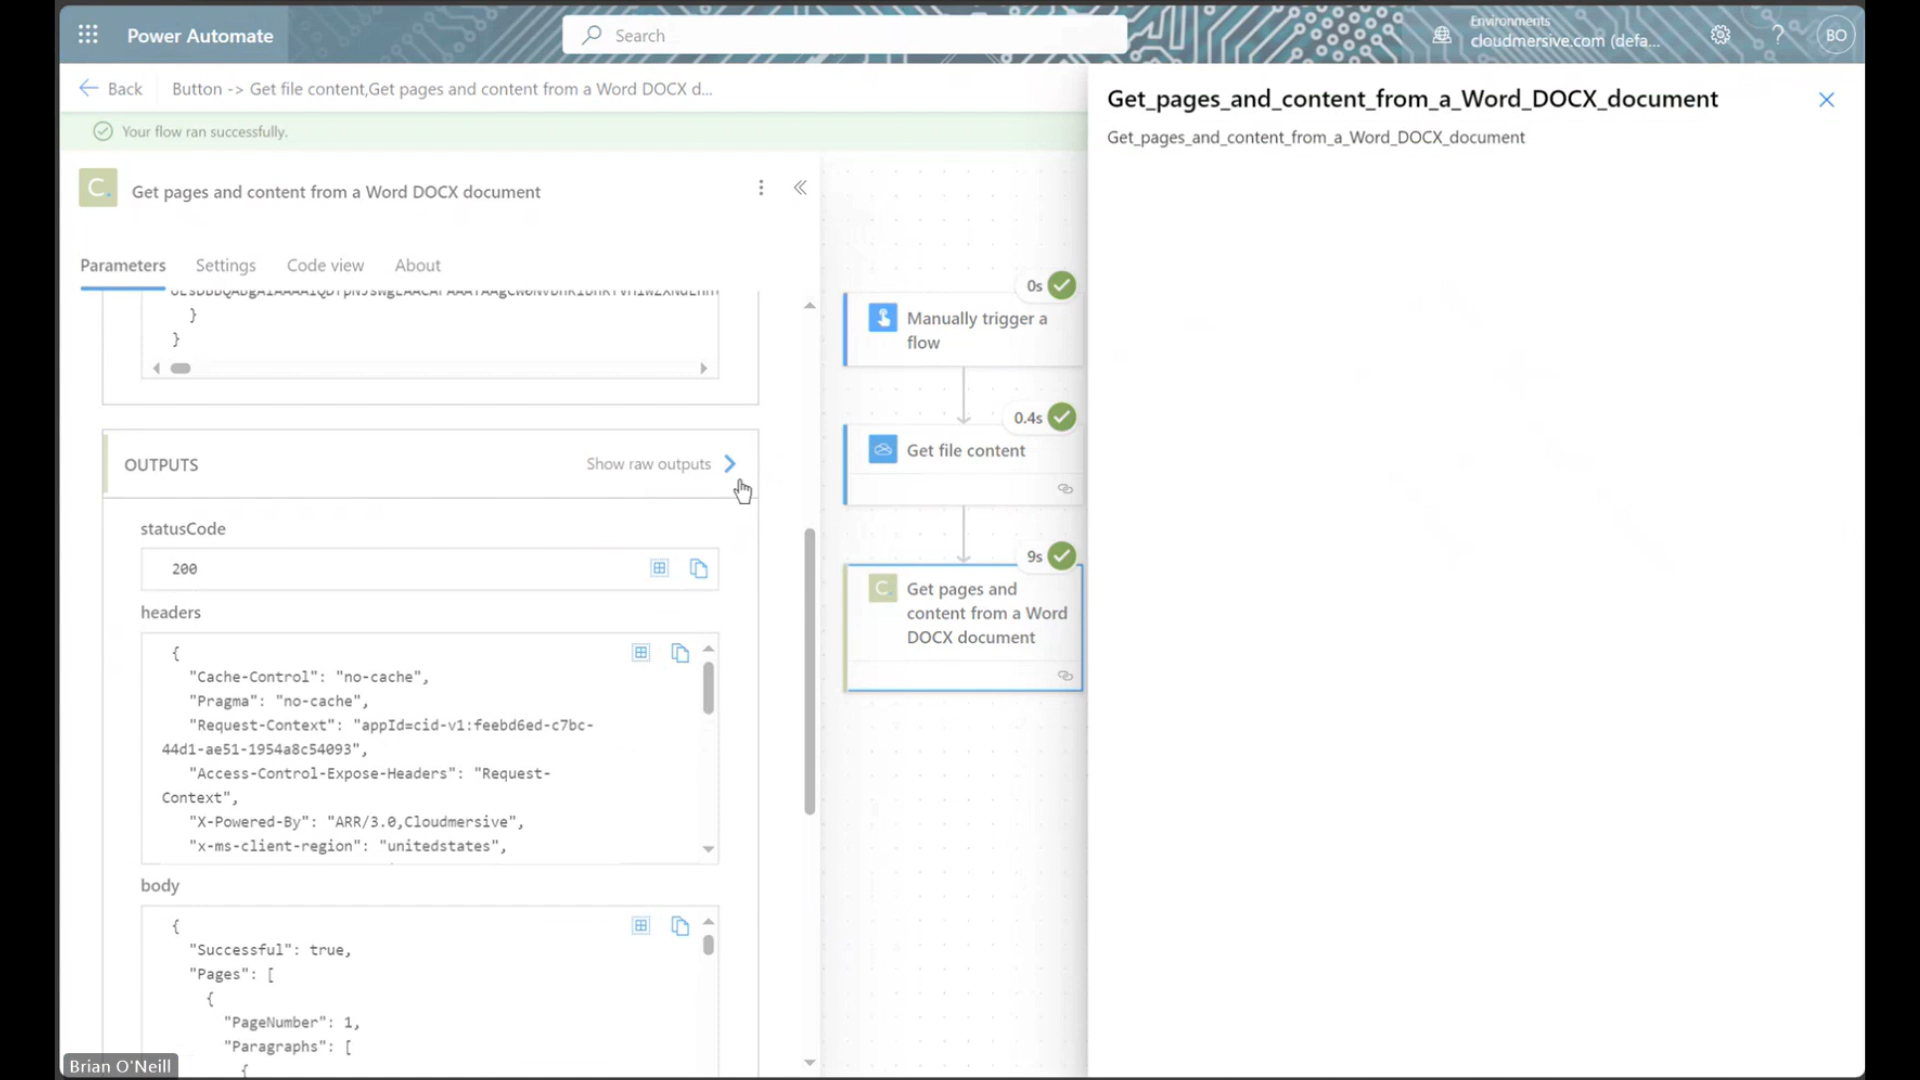 Power Automate
Search
Environments
cloudmersive.com (defa...
?
BO
Back
Button -> Get file content,Get pages and content from a Word DOCX d...
Your flow ran successfully.
Get_pages_and_content_from_a_Word_DOCX_document
Get_pages_and_content_from_a_Word_DOCX_document
C.
Get pages and content from a Word DOCX document
Parameters
Settings
Code view
About
}
}
OUTPUTS
Show raw outputs
statusCode
200
headers
{
"Cache-Control": "no-cache",
"Pragma": "no-cache",
"Request-Context": "appId=cid-v1:feebd6ed-c7bc-
44d1-ae51-1954a8c54093",
"Access-Control-Expose-Headers": "Request-
Context",
"X-Powered-By": "ARR/3.0,Cloudmersive",
"x-ms-client-region": "unitedstates",
body
{
"Successful": true,
"Pages": [
{
"PageNumber": 1,
"Paragraphs": [
{
0s
Manually trigger a
flow
0.4s
Get file content
9s
C.
Get pages and
content from a Word
DOCX document
Brian O'Neill